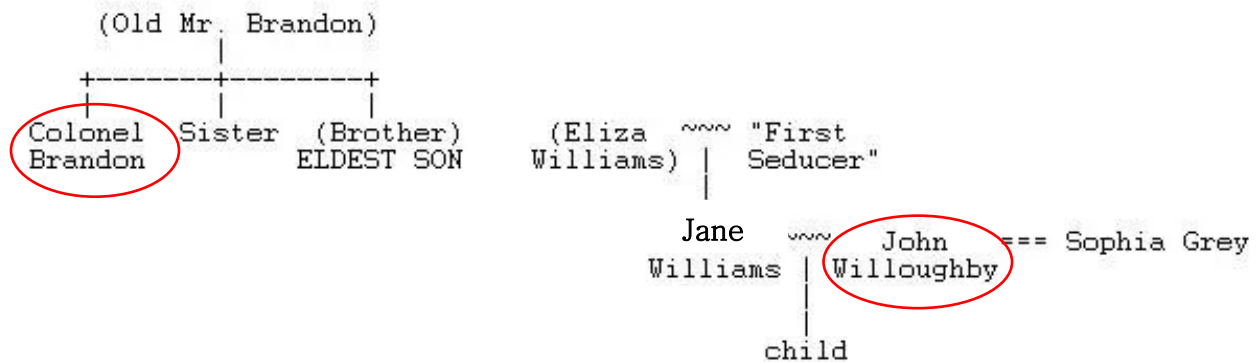 (Old Mr. Brandon)
Colonel Sister (Brother) (Eliza ~~~ "First
Brandon ELDEST SON Williams) Seducer"
Jane ~~~ John === Sophia Grey
Williams Willoughby
child